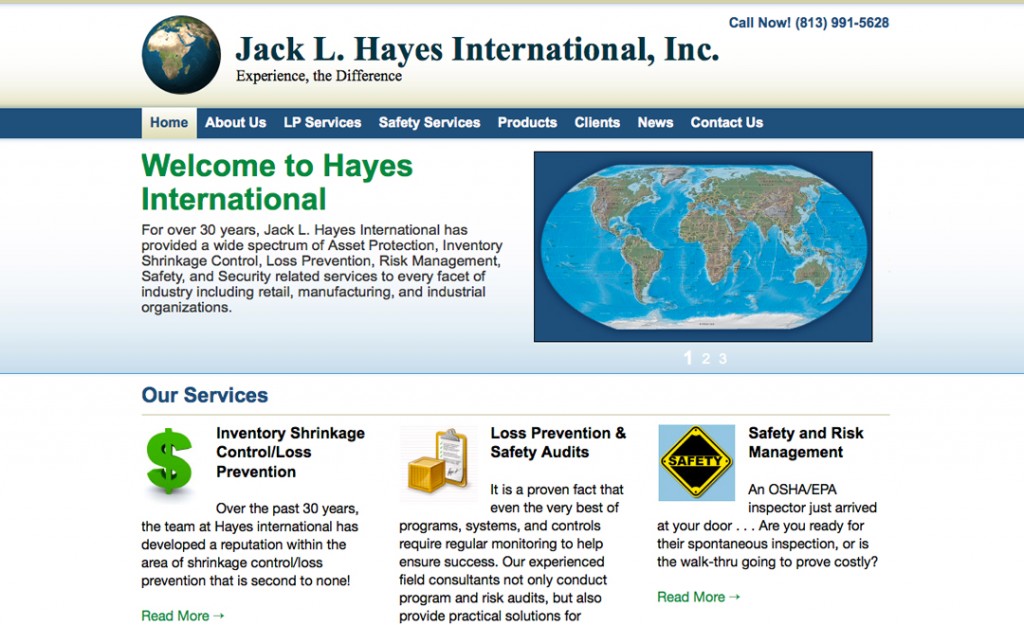 Call Now! (813) 991-5628
Jack L. Hayes International, Inc.
Experience, the Difference
Home About Us LP Services Safety Services Products Clients News Contact Us
Welcome to Hayes
International
For over 30 years, Jack L. Hayes International has
provided a wide spectrum of Asset Protection, Inventory
Shrinkage Control, Loss Prevention, Risk Management,
Safety, and Security related services to every facet of
industry including retail, manufacturing, and industrial
organizations.
1 2 3
Our Services
Inventory Shrinkage
Control/Loss
Prevention
Over the past 30 years,
the team at Hayes international has
developed a reputation within the
area of shrinkage control/loss
prevention that is second to none!
Read More →
Loss Prevention &
Safety Audits
It is a proven fact that
even the very best of
programs, systems, and controls
require regular monitoring to help
ensure success. Our experienced
field consultants not only conduct
program and risk audits, but also
provide practical solutions for
SAFETY
Safety and Risk
Management
An OSHA/EPA
inspector just arrived
at your door . . . Are you ready for
their spontaneous inspection, or is
the walk-thru going to prove costly?
Read More →